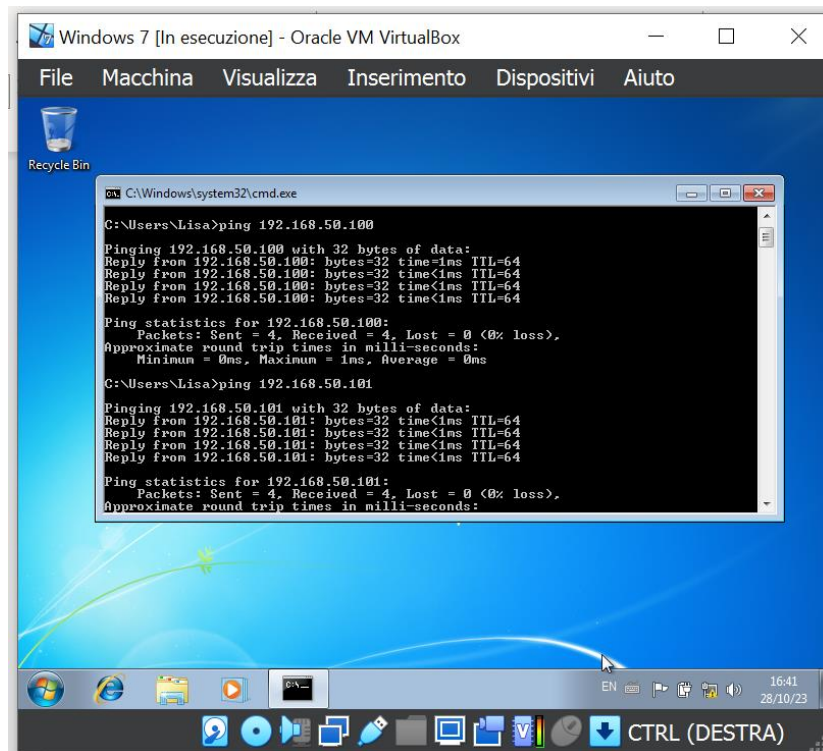 Windows 7 [In esecuzione] - Oracle VM VirtualBox
File Macchina Visualizza Inserimento Dispositivi Aiuto
Recycle Bin
C:\Windows\system32\cmd.exe
C:\Users\Lisa>ping 192.168.50.100
Pinging 192.168.50.100 with 32 bytes of data:
Reply from 192.168.50.100: bytes=32 time=1ms TTL=64
Reply from 192.168.50.100: bytes=32 time<1ms TTL=64
Reply from 192.168.50.100: bytes=32 time<1ms TTL=64
Reply from 192.168.50.100: bytes=32 time<1ms TTL=64
Ping statistics for 192.168.50.100:
Packets: Sent = 4, Received = 4, Lost = 0 (0% loss),
Approximate round trip times in milli-seconds:
Minimum = 0ms, Maximum = 1ms, Average = 0ms
C:\Users\Lisa>ping 192.168.50.101
Pinging 192.168.50.101 with 32 bytes of data:
Reply from 192.168.50.101: bytes=32 time<1ms TTL=64
Reply from 192.168.50.101: bytes=32 time<1ms TTL=64
Reply from 192.168.50.101: bytes=32 time<1ms TTL=64
Reply from 192.168.50.101: bytes=32 time<1ms TTL=64
Ping statistics for 192.168.50.101:
Packets: Sent = 4, Received = 4, Lost = 0 (0% loss),
Approximate round trip times in milli-seconds:
EN
16:41
28/10/23
CTRL (DESTRA)